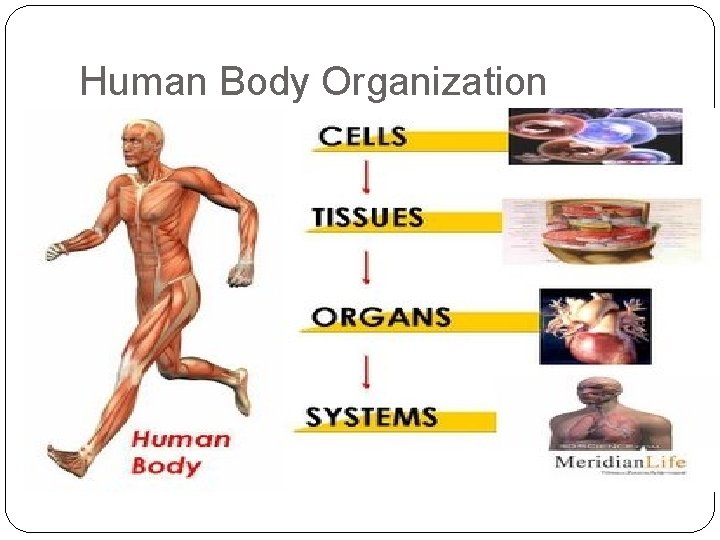 Human Body Organization
CELLS
TISSUES
ORGANS
SYSTEMS
Human
Body
MeridianLife